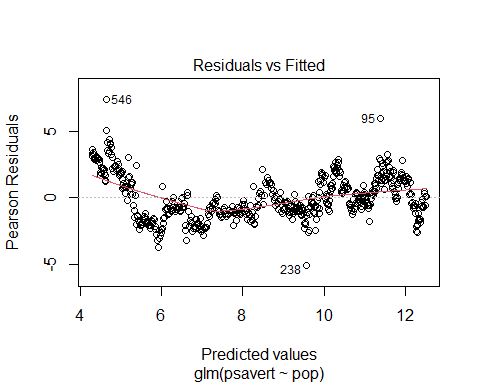 Residuals vs Fitted
Pearson Residuals
5
0
-5
546
95
238
4
6
8
10
12
Predicted values
glm(psavert ~ pop)